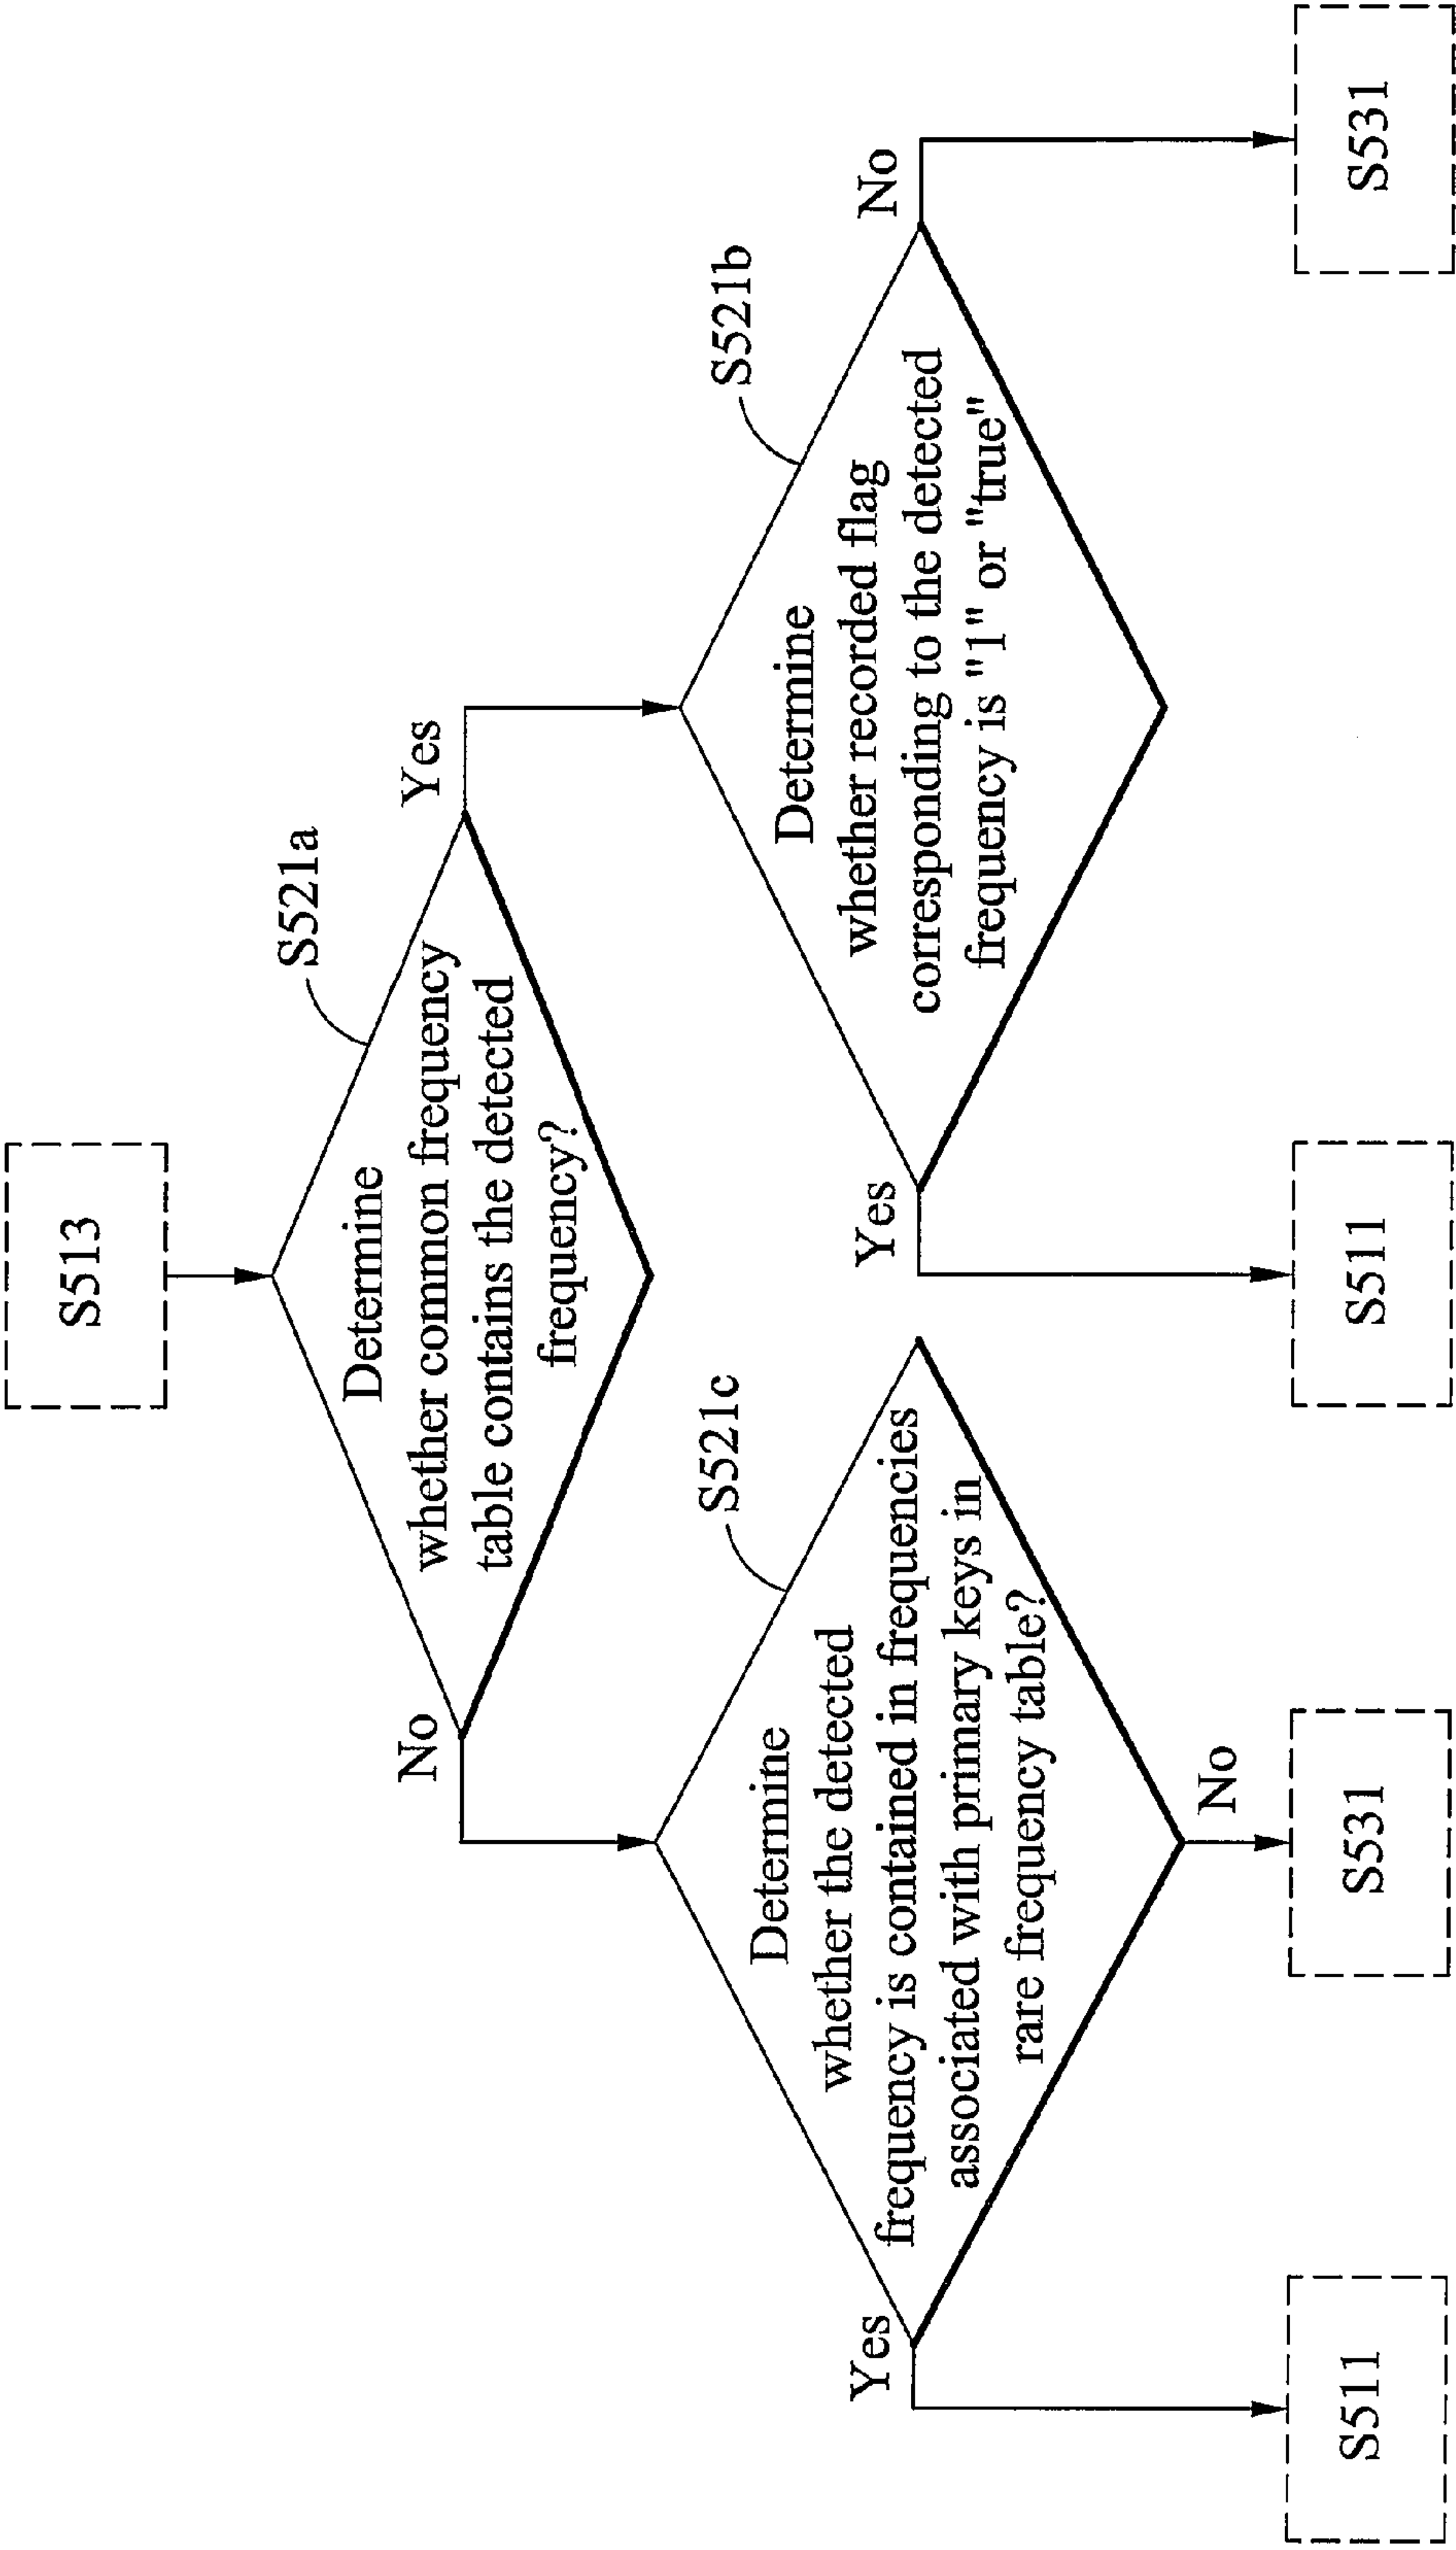 S513
S521a
Determine
whether common frequency
table contains the detected
frequency?
No
Yes
S521c
Determine
whether the detected
frequency is contained in frequencies
associated with primary keys in
rare frequency table?
Yes
No
S521b
Determine
whether recorded flag
corresponding to the detected
frequency is "1" or "true"
Yes
No
S511
S531
S511
S531